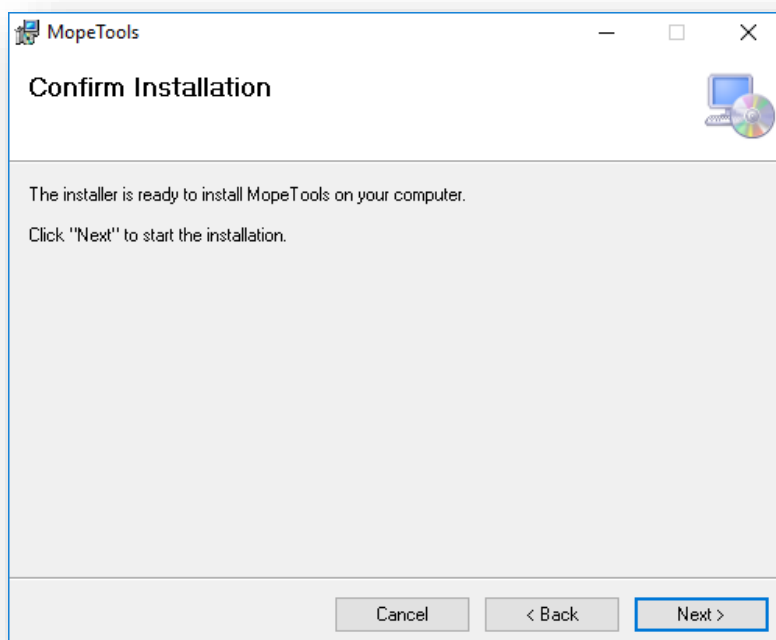 MopeTools
Confirm Installation
The installer is ready to install MopeTools on your computer.
Click "Next" to start the installation.
Cancel
< Back
Next >